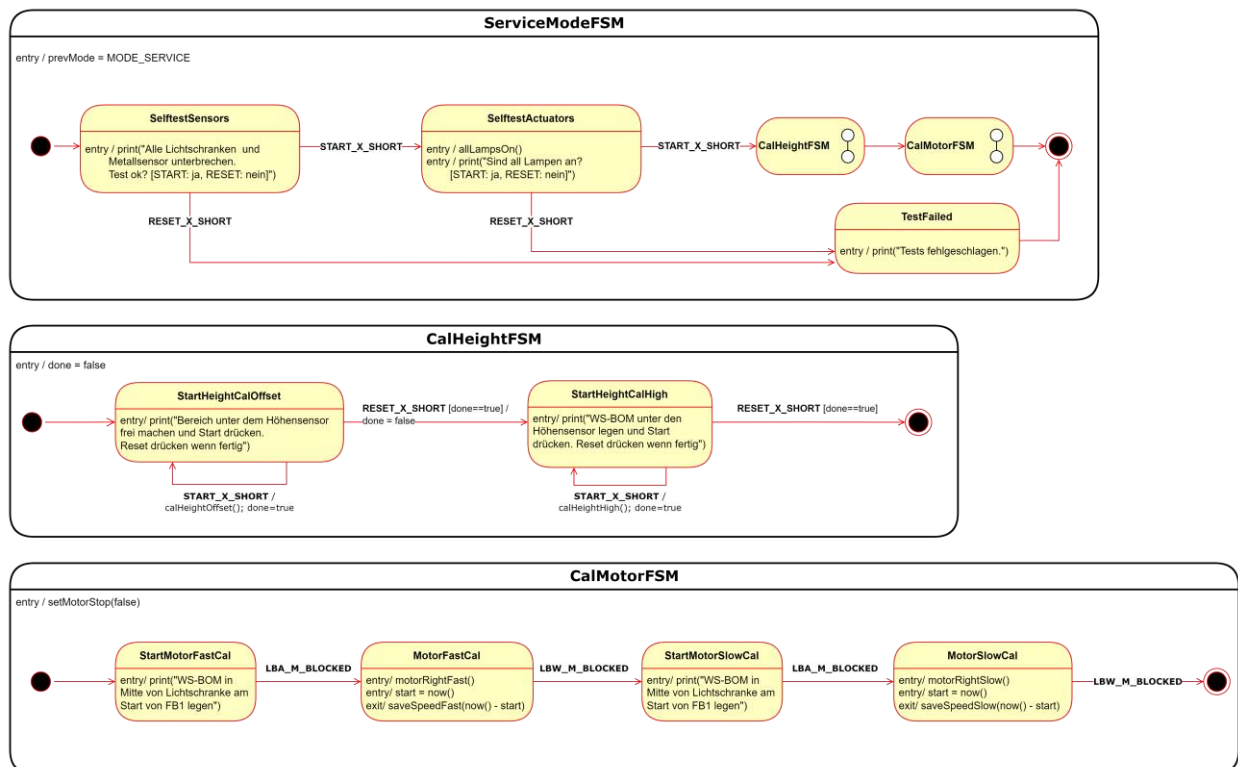 ServiceModeFSM
entry / prevMode = MODE_SERVICE
SelftestSensors
entry / print("Alle Lichtschranken und
Metallsensor unterbrechen.
Test ok? [START: ja, RESET: nein]")
START_X_SHORT
SelftestActuators
entry / allLampsOn()
entry / print("Sind all Lampen an?
[START: ja, RESET: nein]")
START_X_SHORT
CalHeightFSM
CalMotorFSM
RESET_X_SHORT
RESET_X_SHORT
TestFailed
entry / print("Tests fehlgeschlagen.")
CalHeightFSM
entry / done = false
StartHeightCalOffset
entry/ print("Bereich unter dem Höhensensor
frei machen und Start drücken.
Reset drücken wenn fertig")
RESET_X_SHORT [done==true] /
done = false
StartHeightCalHigh
entry/ print("WS-BOM unter den
Höhensensor legen und Start
drücken. Reset drücken wenn fertig")
RESET_X_SHORT [done==true]
START_X_SHORT /
calHeightOffset(); done=true
START_X_SHORT /
calHeightHigh(); done=true
CalMotorFSM
entry / setMotorStop(false)
StartMotorFastCal
entry/ print("WS-BOM in
Mitte von Lichtschranke am
Start von FB1 legen")
LBA_M_BLOCKED
MotorFastCal
entry/ motorRightFast()
entry/ start = now()
exit/ saveSpeedFast(now() - start)
LBW_M_BLOCKED
StartMotorSlowCal
entry/ print("WS-BOM in
Mitte von Lichtschranke am
Start von FB1 legen")
LBA_M_BLOCKED
MotorSlowCal
entry/ motorRightSlow()
entry/ start = now()
exit/ saveSpeedSlow(now() - start)
LBW_M_BLOCKED